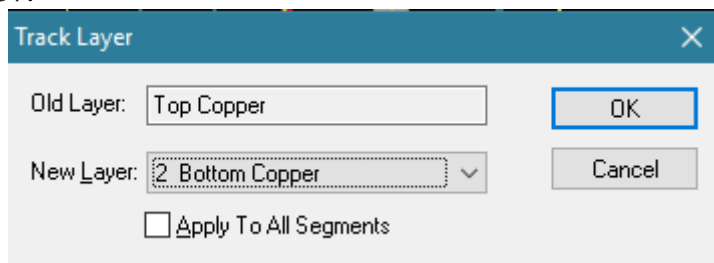 Track Layer
Old Layer: Top Copper OK
New Layer: 2 Bottom Copper Cancel
Apply To All Segments